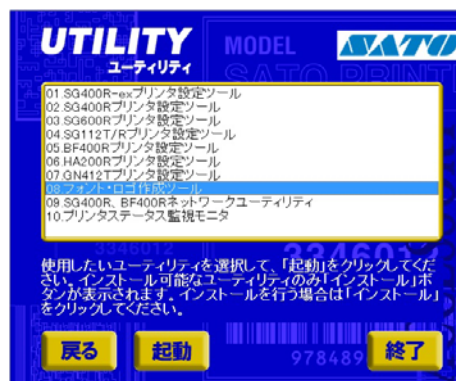 UTILITY
ユーティリティ
MODEL
SATO
SATO PRINT
01.SG400R-exプリンタ設定ツール
02.SG400Rプリンタ設定ツール
03.SG600Rプリンタ設定ツール
04.SG112T/Rプリンタ設定ツール
05.BF400Rプリンタ設定ツール
06.HA200Rプリンタ設定ツール
07.GN412Tプリンタ設定ツール
08.フォント・ロゴ作成ツール
09.SG400R、BF400Rネットワークユーティリティ
10.プリンタステータス監視モニタ
3346012
3346012
使用したいユーティリティを選択して、「起動」をクリックしてくだ
さい。インストール可能なユーティリティのみ「インストール」ボ
タンが表示されます。インストールを行う場合は「インストール」
をクリックしてください。
戻る
起動
978489
終了